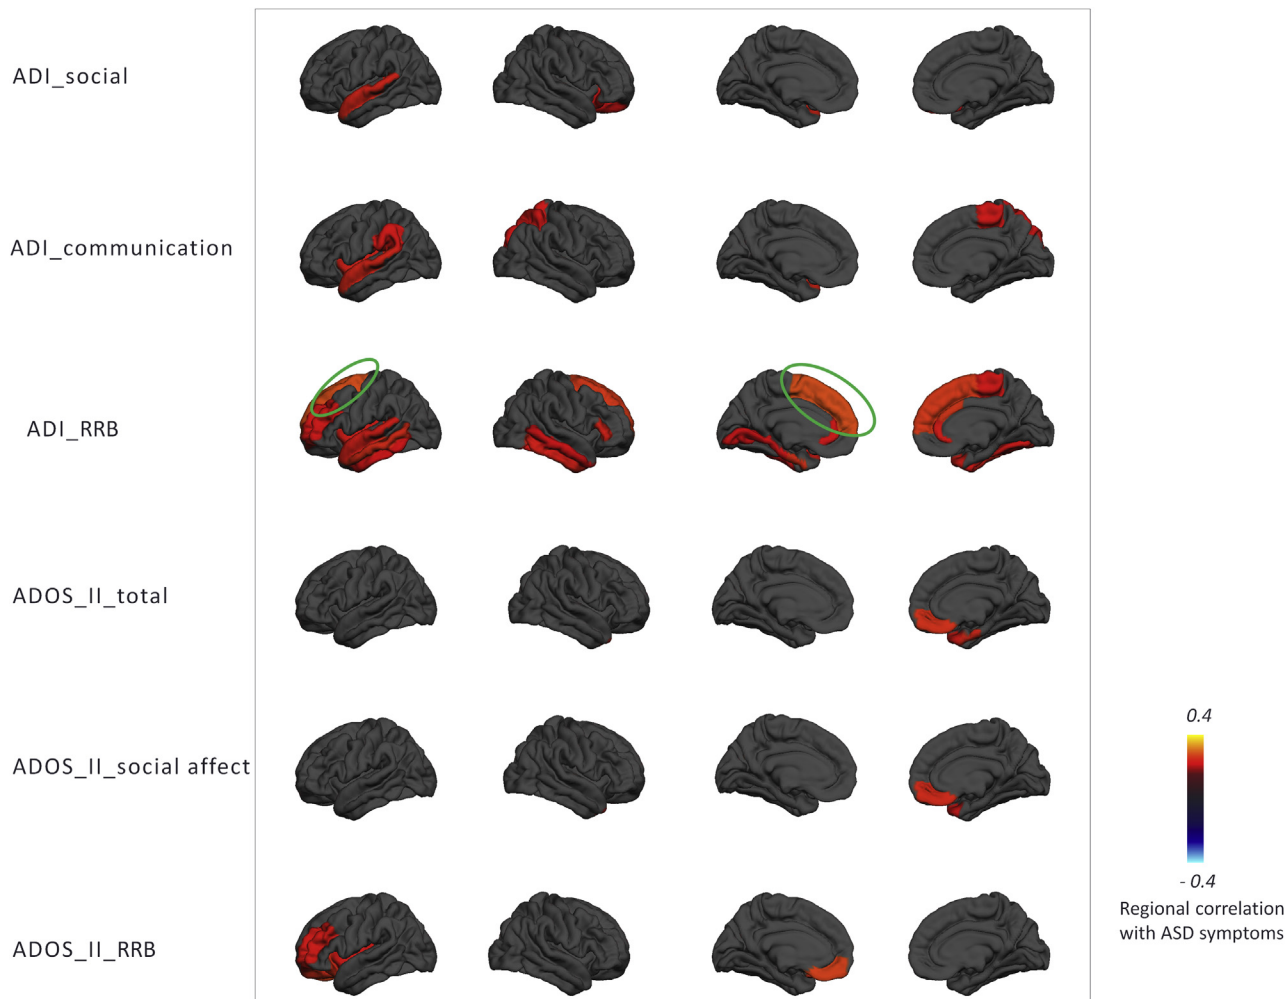 ADI_social
ADI_communication
ADI_RRB
ADOS_II_total
ADOS_II_social affect
ADOS_II_RRB
0.4
- 0.4
Regional correlation
with ASD symptoms